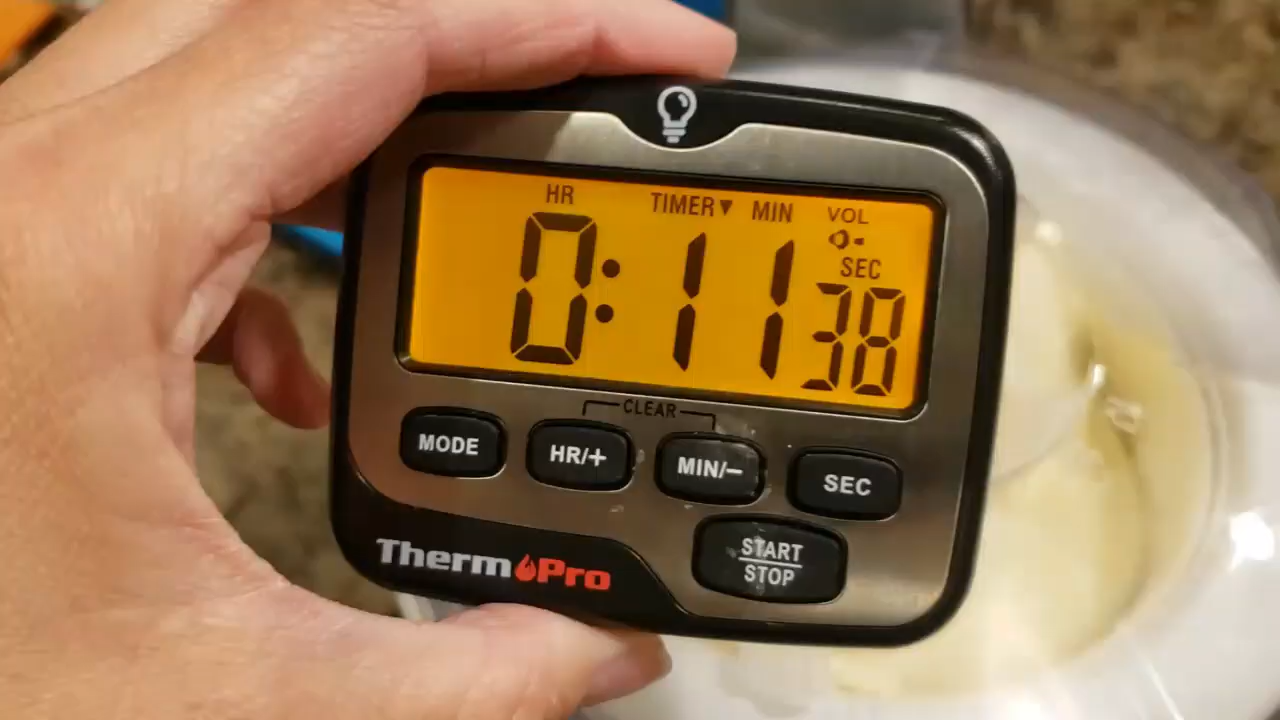 HR TIMER▼ MIN VOL
SEC
0:11 38
CLEAR
MODE HR/+ MIN/− SEC
START
STOP
ThermoPro